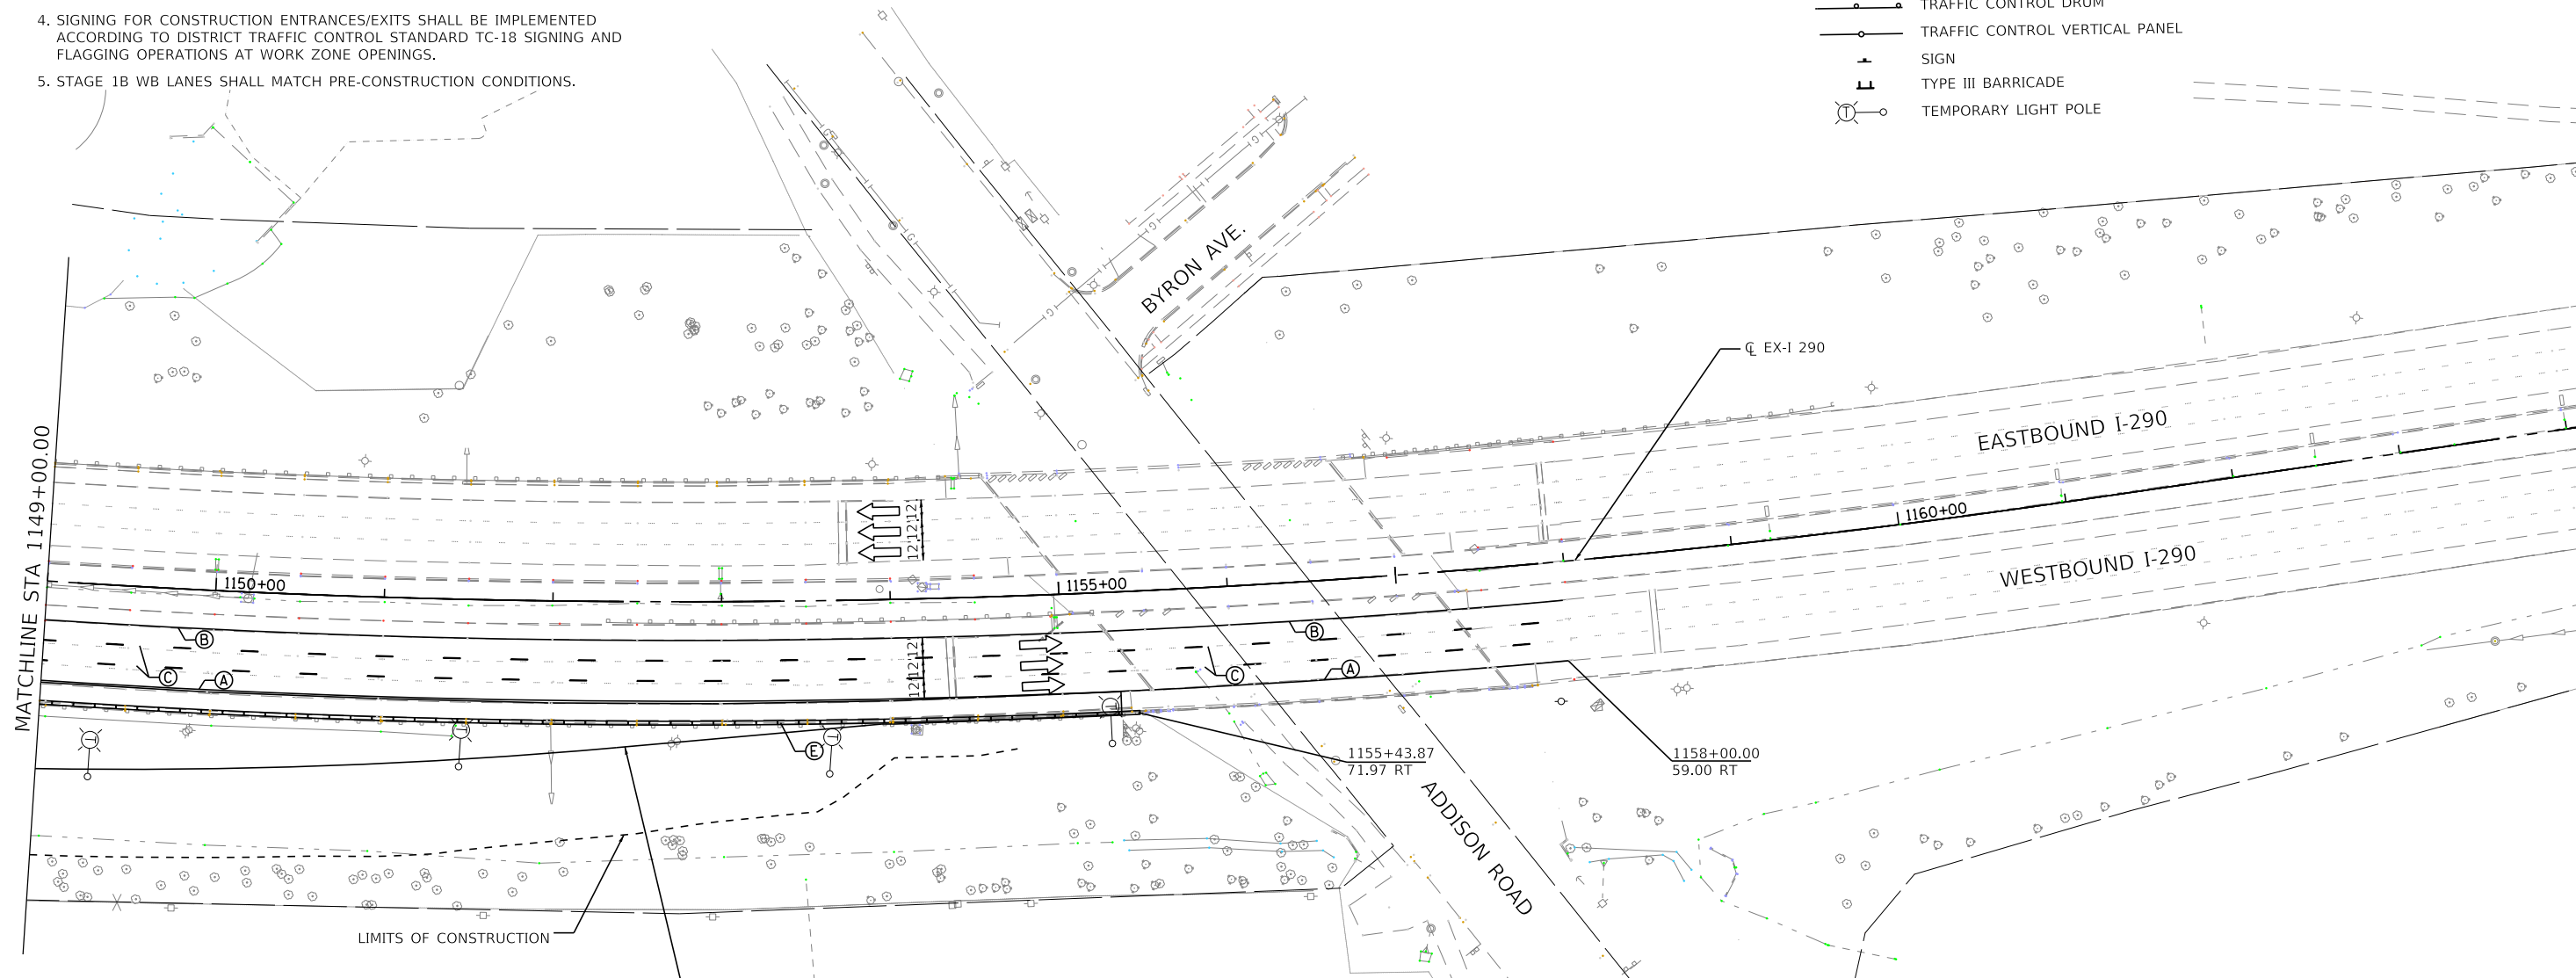 4. SIGNING FOR CONSTRUCTION ENTRANCES/EXITS SHALL BE IMPLEMENTED
ACCORDING TO DISTRICT TRAFFIC CONTROL STANDARD TC-18 SIGNING AND
FLAGGING OPERATIONS AT WORK ZONE OPENINGS.
5. STAGE 1B WB LANES SHALL MATCH PRE-CONSTRUCTION CONDITIONS.
TRAFFIC CONTROL DRUM
TRAFFIC CONTROL VERTICAL PANEL
SIGN
TYPE III BARRICADE
T
TEMPORARY LIGHT POLE
BYRON AVE.
℄ EX-I 290
EASTBOUND I-290
WESTBOUND I-290
MATCHLINE STA 1149+00.00
12' 12' 12'
1150+00
1155+00
1160+00
B
B
12' 12' 12'
C
A
C
A
E
1155+43.87
71.97 RT
1158+00.00
59.00 RT
ADDISON ROAD
LIMITS OF CONSTRUCTION